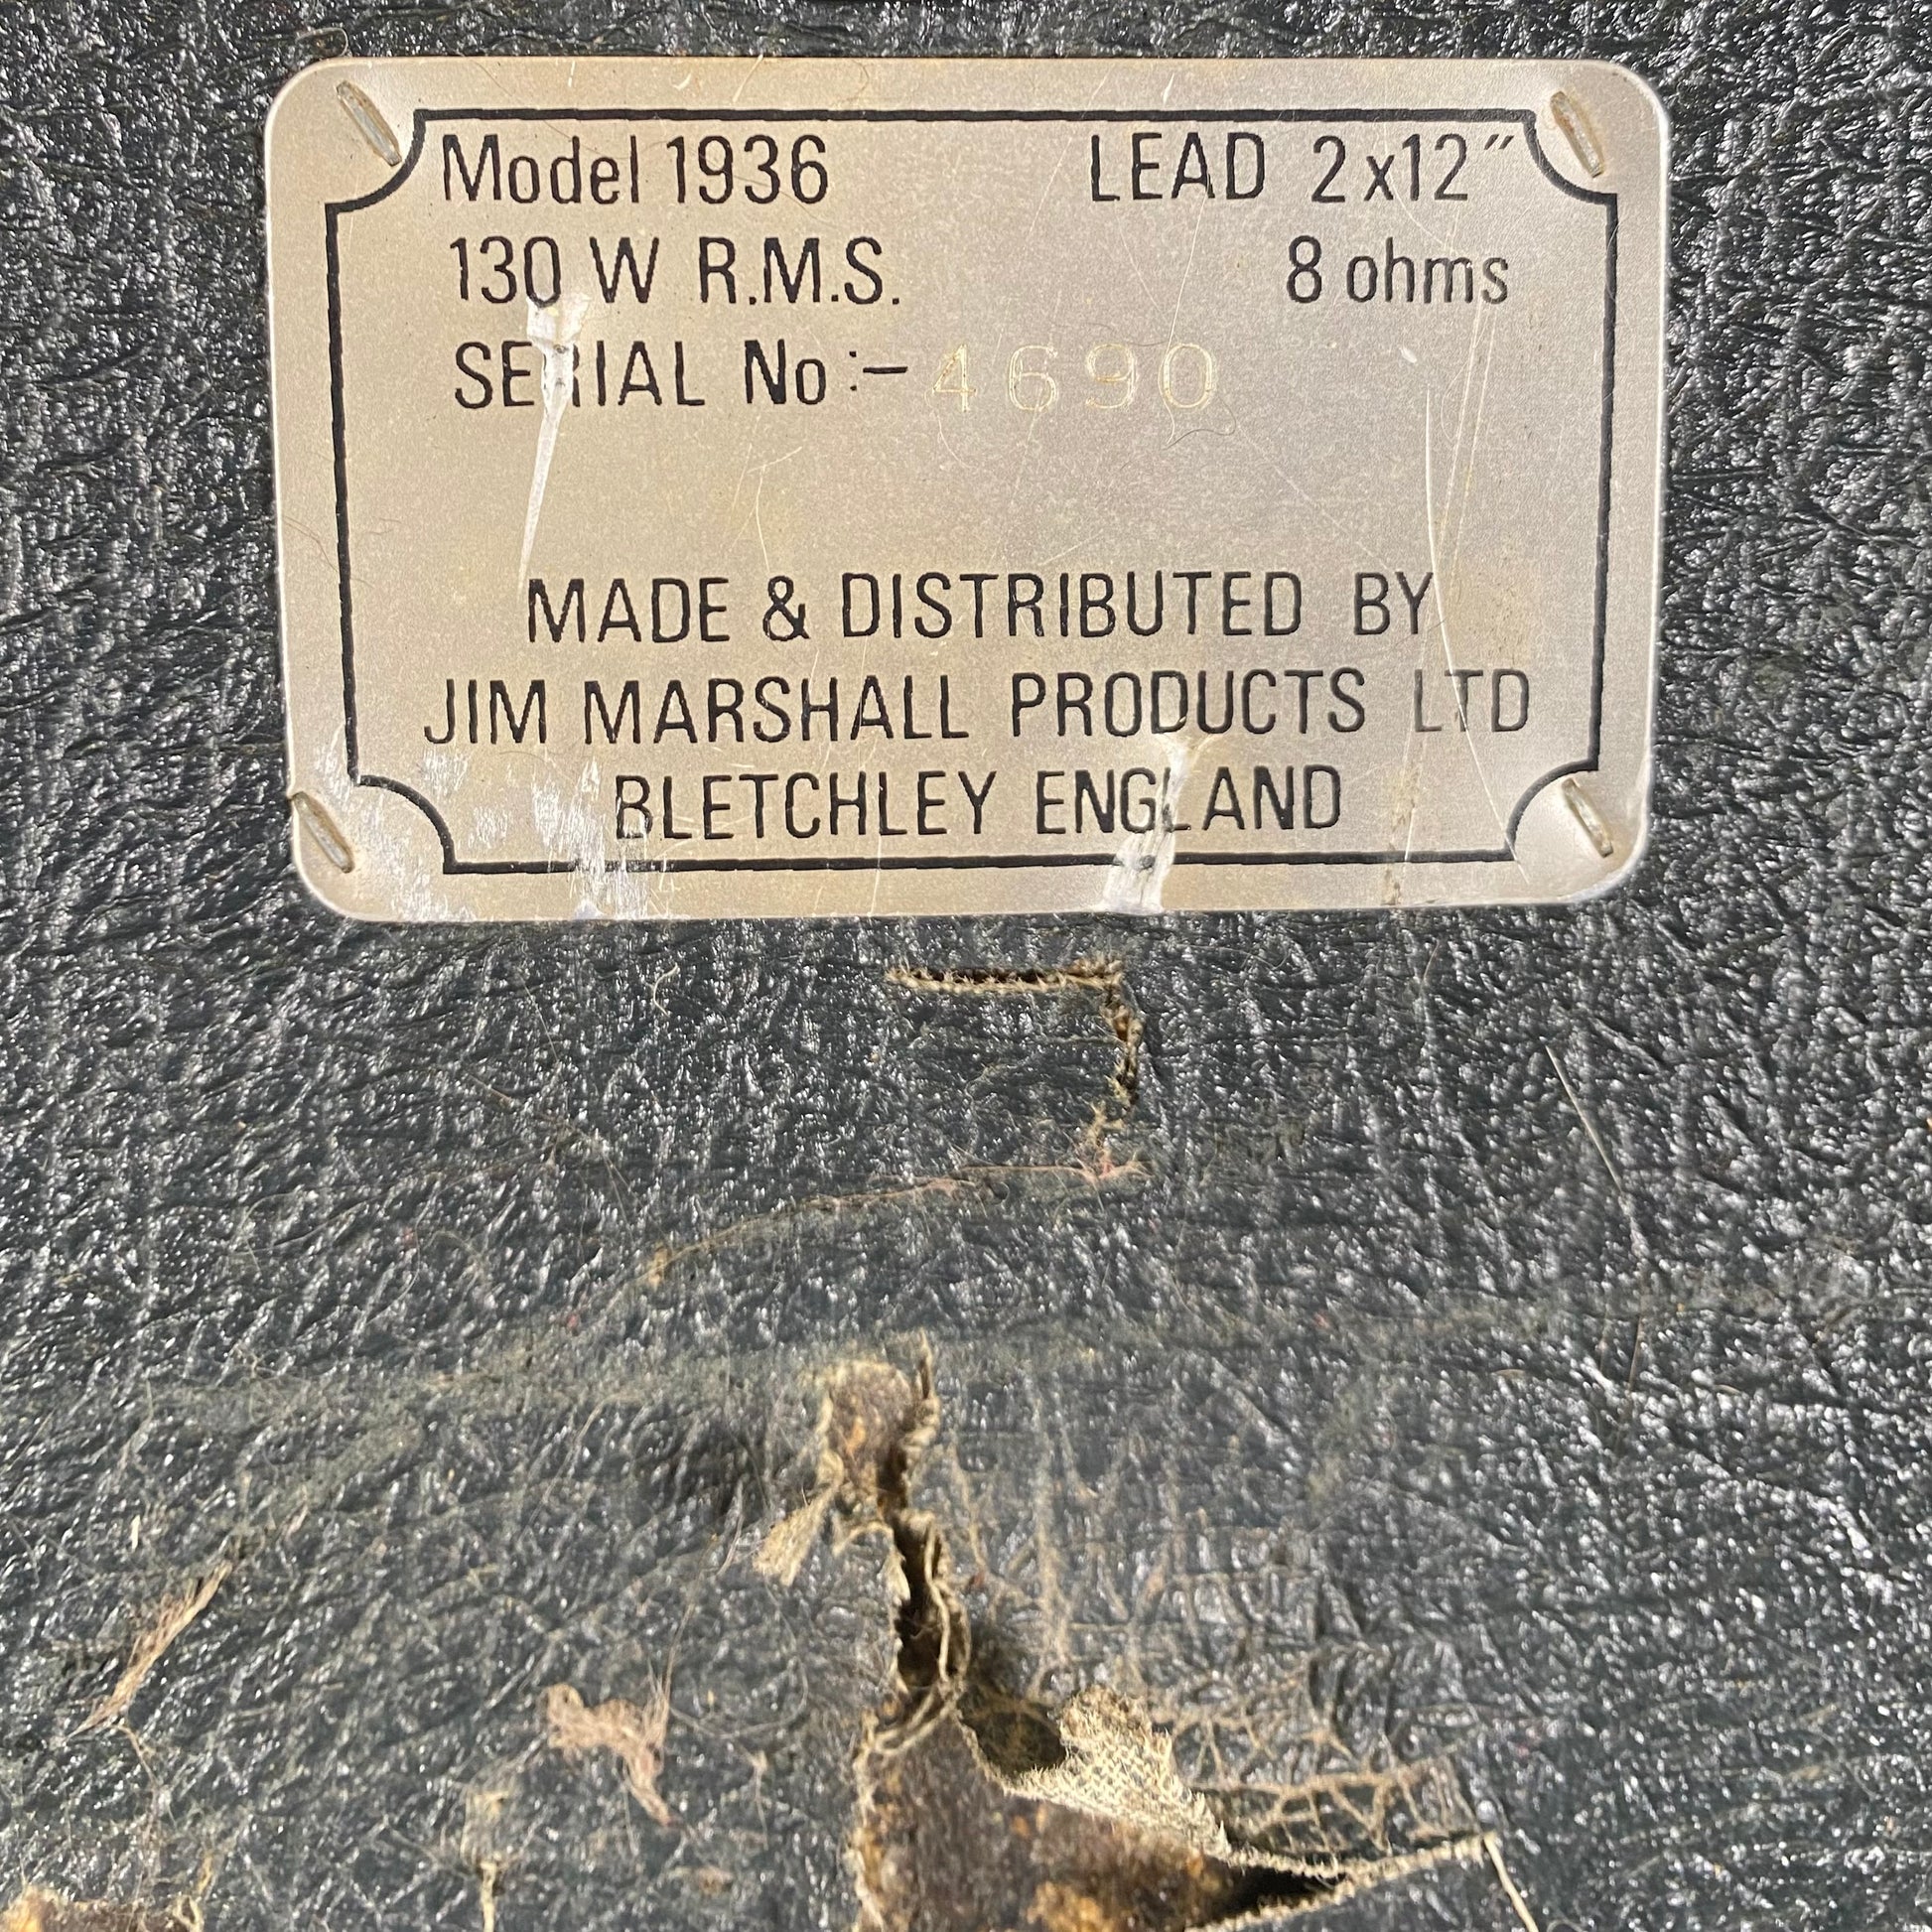 Model 1936 LEAD 2x12"
130 W R.M.S. 8 ohms
SERIAL No :- 4690
MADE & DISTRIBUTED BY
JIM MARSHALL PRODUCTS LTD
BLETCHLEY ENGLAND